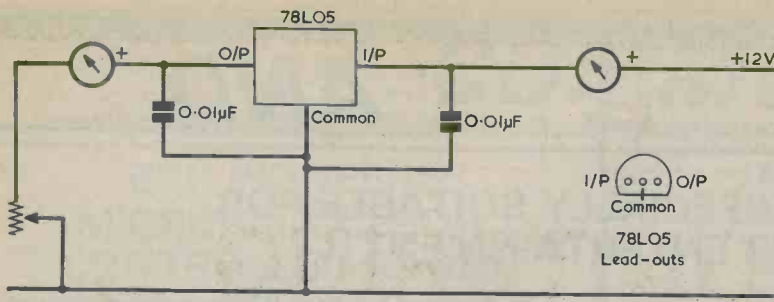 78LO5
+
O/P
I/P
+
+12V
0·01µF
Common
0·01µF
I/P
O/P
Common
78LO5
Lead-outs